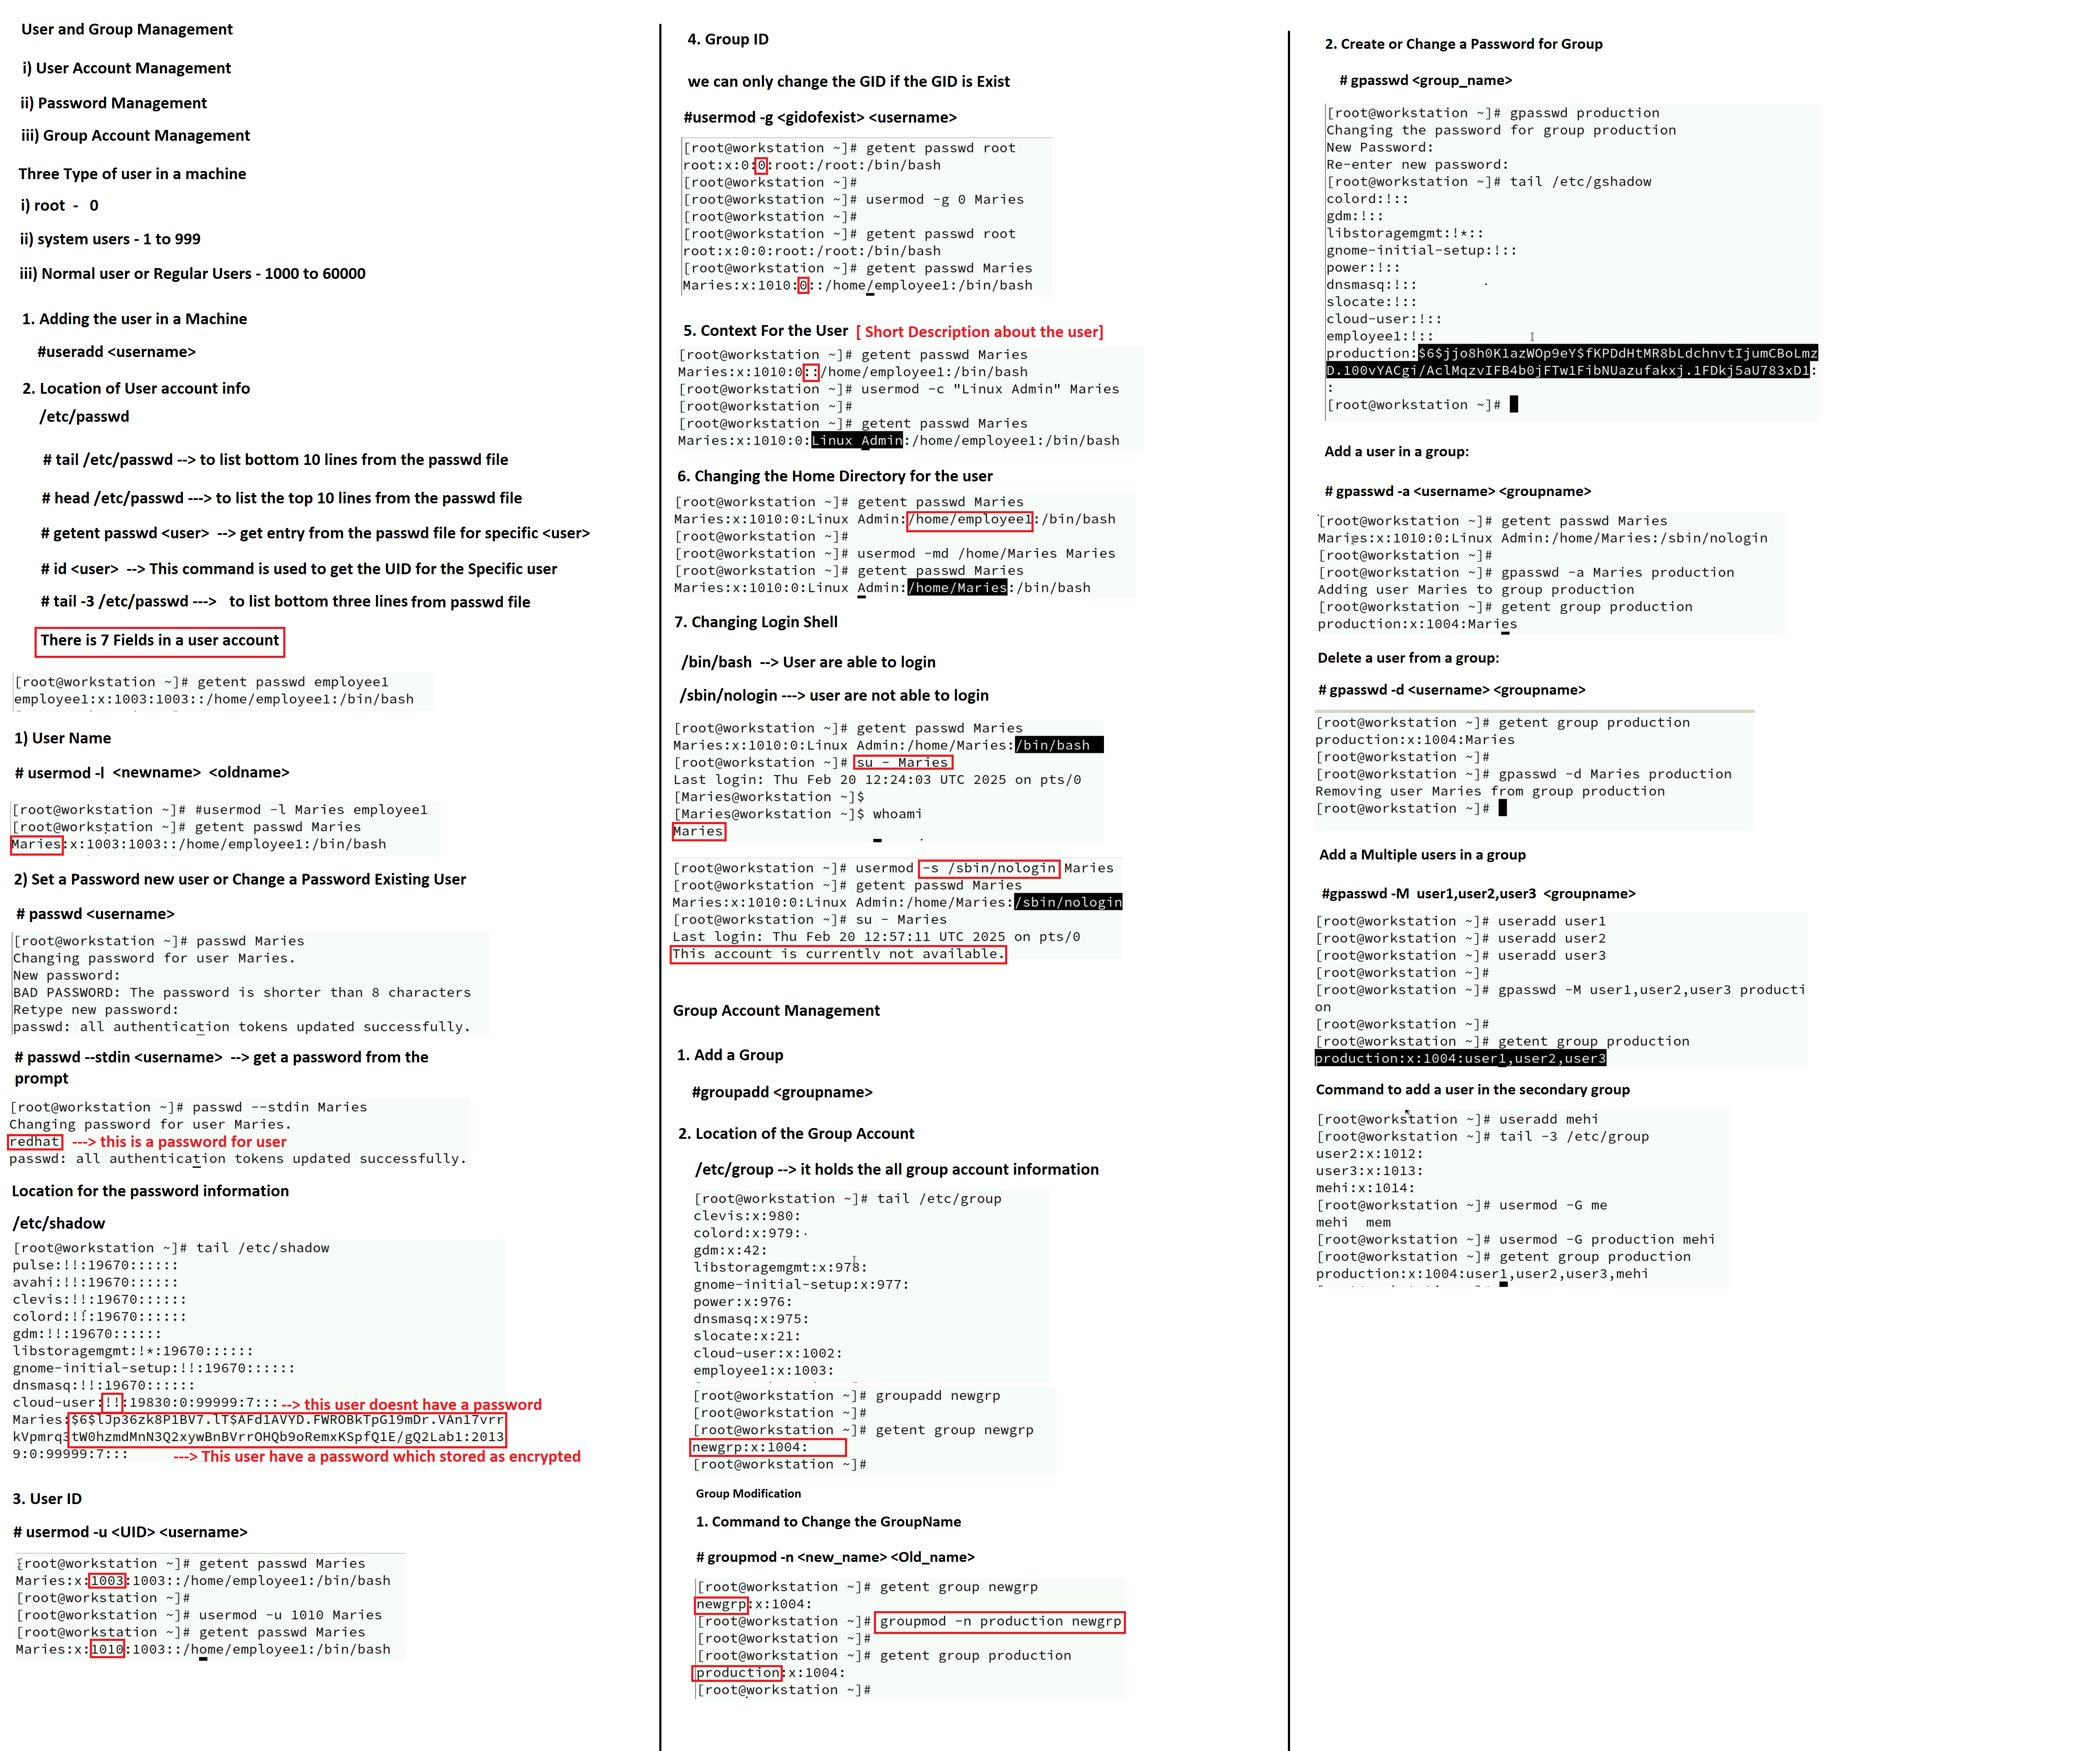 User and Group Management
i) User Account Management
ii) Password Management
iii) Group Account Management
Three Type of user in a machine
i) root  -   0
ii) system users - 1 to 999
iii) Normal user or Regular Users - 1000 to 60000
1. Adding the user in a Machine
#useradd <username>
2. Location of User account info
/etc/passwd
# tail /etc/passwd --> to list bottom 10 lines from the passwd file
# head /etc/passwd ---> to list the top 10 lines from the passwd file
# getent passwd <user>  --> get entry from the passwd file for specific <user>
# id <user>  --> This command is used to get the UID for the Specific user
# tail -3 /etc/passwd --->   to list bottom three lines from passwd file
There is 7 Fields in a user account
[root@workstation ~]# getent passwd employee1
employee1:x:1003:1003::/home/employee1:/bin/bash
1) User Name
# usermod -l  <newname>  <oldname>
[root@workstation ~]# #usermod -l Maries employee1
[root@workstation ~]# getent passwd Maries
Maries:x:1003:1003::/home/employee1:/bin/bash
2) Set a Password new user or Change a Password Existing User
# passwd <username>
[root@workstation ~]# passwd Maries
Changing password for user Maries.
New password:
BAD PASSWORD: The password is shorter than 8 characters
Retype new password:
passwd: all authentication tokens updated successfully.
# passwd --stdin <username>  --> get a password from the
prompt
[root@workstation ~]# passwd --stdin Maries
Changing password for user Maries.
redhat ---> this is a password for user
passwd: all authentication tokens updated successfully.
Location for the password information
/etc/shadow
[root@workstation ~]# tail /etc/shadow
pulse:!!:19670::::::
avahi:!!:19670::::::
clevis:!!:19670::::::
colord:!!:19670::::::
gdm:!!:19670::::::
libstoragemgmt:!*:19670::::::
gnome-initial-setup:!!:19670::::::
dnsmasq:!!:19670::::::
cloud-user:!!:19830:0:99999:7::: --> this user doesnt have a password
Maries:$6$lJp36zk8P1BV7.lT$AFd1AVYD.FWROBkTpG19mDr.VAn17vrr
kVpmrq3tW0hzmdMnN3Q2xywBnBVrrOHQb9oRemxKSpfQ1E/gQ2Lab1:2013
9:0:99999:7::: ---> This user have a password which stored as encrypted
3. User ID
# usermod -u <UID> <username>
[root@workstation ~]# getent passwd Maries
Maries:x:1003:1003::/home/employee1:/bin/bash
[root@workstation ~]#
[root@workstation ~]# usermod -u 1010 Maries
[root@workstation ~]# getent passwd Maries
Maries:x:1010:1003::/home/employee1:/bin/bash
4. Group ID
we can only change the GID if the GID is Exist
#usermod -g <gidofexist> <username>
[root@workstation ~]# getent passwd root
root:x:0:0:root:/root:/bin/bash
[root@workstation ~]#
[root@workstation ~]# usermod -g 0 Maries
[root@workstation ~]#
[root@workstation ~]# getent passwd root
root:x:0:0:root:/root:/bin/bash
[root@workstation ~]# getent passwd Maries
Maries:x:1010:0::/home/employee1:/bin/bash
5. Context For the User [ Short Description about the user]
[root@workstation ~]# getent passwd Maries
Maries:x:1010:0::/home/employee1:/bin/bash
[root@workstation ~]# usermod -c "Linux Admin" Maries
[root@workstation ~]#
[root@workstation ~]# getent passwd Maries
Maries:x:1010:0:Linux Admin:/home/employee1:/bin/bash
6. Changing the Home Directory for the user
[root@workstation ~]# getent passwd Maries
Maries:x:1010:0:Linux Admin:/home/employee1:/bin/bash
[root@workstation ~]#
[root@workstation ~]# usermod -md /home/Maries Maries
[root@workstation ~]# getent passwd Maries
Maries:x:1010:0:Linux Admin:/home/Maries:/bin/bash
7. Changing Login Shell
/bin/bash  --> User are able to login
/sbin/nologin ---> user are not able to login
[root@workstation ~]# getent passwd Maries
Maries:x:1010:0:Linux Admin:/home/Maries:/bin/bash
[root@workstation ~]# su - Maries
Last login: Thu Feb 20 12:24:03 UTC 2025 on pts/0
[Maries@workstation ~]$
[Maries@workstation ~]$ whoami
Maries
[root@workstation ~]# usermod -s /sbin/nologin Maries
[root@workstation ~]# getent passwd Maries
Maries:x:1010:0:Linux Admin:/home/Maries:/sbin/nologin
[root@workstation ~]# su - Maries
Last login: Thu Feb 20 12:57:11 UTC 2025 on pts/0
This account is currently not available.
Group Account Management
1. Add a Group
#groupadd <groupname>
2. Location of the Group Account
/etc/group --> it holds the all group account information
[root@workstation ~]# tail /etc/group
clevis:x:980:
colord:x:979:
gdm:x:42:
libstoragemgmt:x:978:
gnome-initial-setup:x:977:
power:x:976:
dnsmasq:x:975:
slocate:x:21:
cloud-user:x:1002:
employee1:x:1003:
[root@workstation ~]# groupadd newgrp
[root@workstation ~]#
[root@workstation ~]# getent group newgrp
newgrp:x:1004:
[root@workstation ~]#
Group Modification
1. Command to Change the GroupName
# groupmod -n <new_name> <Old_name>
[root@workstation ~]# getent group newgrp
newgrp:x:1004:
[root@workstation ~]# groupmod -n production newgrp
[root@workstation ~]#
[root@workstation ~]# getent group production
production:x:1004:
[root@workstation ~]#
2. Create or Change a Password for Group
# gpasswd <group_name>
[root@workstation ~]# gpasswd production
Changing the password for group production
New Password:
Re-enter new password:
[root@workstation ~]# tail /etc/gshadow
colord:!::
gdm:!::
libstoragemgmt:!*::
gnome-initial-setup:!::
power:!::
dnsmasq:!::
slocate:!::
cloud-user:!::
employee1:!::
production:$6$jjo8h0K1azWOp9eY$fKPDdHtMR8bLdchnvtIjumCBoLmz
D.100vYACgi/AclMqzvIFB4b0jFTw1FibNUazufakxj.1FDkj5aU783xD1:
:
[root@workstation ~]#
Add a user in a group:
# gpasswd -a <username> <groupname>
[root@workstation ~]# getent passwd Maries
Maries:x:1010:0:Linux Admin:/home/Maries:/sbin/nologin
[root@workstation ~]#
[root@workstation ~]# gpasswd -a Maries production
Adding user Maries to group production
[root@workstation ~]# getent group production
production:x:1004:Maries
Delete a user from a group:
# gpasswd -d <username> <groupname>
[root@workstation ~]# getent group production
production:x:1004:Maries
[root@workstation ~]#
[root@workstation ~]# gpasswd -d Maries production
Removing user Maries from group production
[root@workstation ~]#
Add a Multiple users in a group
#gpasswd -M  user1,user2,user3  <groupname>
[root@workstation ~]# useradd user1
[root@workstation ~]# useradd user2
[root@workstation ~]# useradd user3
[root@workstation ~]#
[root@workstation ~]# gpasswd -M user1,user2,user3 producti
on
[root@workstation ~]#
[root@workstation ~]# getent group production
production:x:1004:user1,user2,user3
Command to add a user in the secondary group
[root@workstation ~]# useradd mehi
[root@workstation ~]# tail -3 /etc/group
user2:x:1012:
user3:x:1013:
mehi:x:1014:
[root@workstation ~]# usermod -G me
mehi  mem
[root@workstation ~]# usermod -G production mehi
[root@workstation ~]# getent group production
production:x:1004:user1,user2,user3,mehi